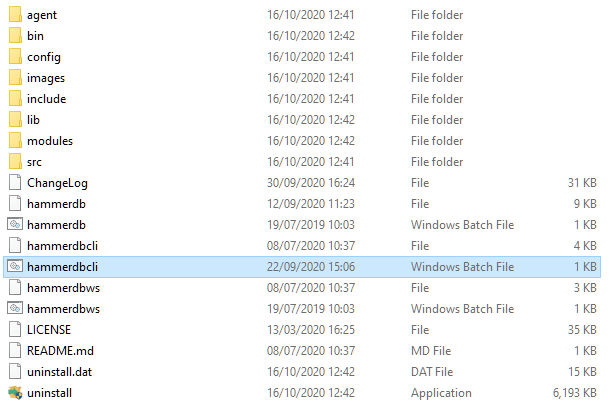 agent 16/10/2020 12:41 File folder
bin 16/10/2020 12:42 File folder
config 16/10/2020 12:41 File folder
images 16/10/2020 12:41 File folder
include 16/10/2020 12:41 File folder
lib 16/10/2020 12:42 File folder
modules 16/10/2020 12:42 File folder
src 16/10/2020 12:41 File folder
ChangeLog 30/09/2020 16:24 File 31 KB
hammerdb 12/09/2020 11:23 File 9 KB
hammerdb 19/07/2019 10:03 Windows Batch File 1 KB
hammerdbcli 08/07/2020 10:37 File 4 KB
hammerdbcli 22/09/2020 15:06 Windows Batch File 1 KB
hammerdbws 08/07/2020 10:37 File 3 KB
hammerdbws 19/07/2019 10:03 Windows Batch File 1 KB
LICENSE 13/03/2020 16:25 File 35 KB
README.md 08/07/2020 10:37 MD File 1 KB
uninstall.dat 16/10/2020 12:42 DAT File 15 KB
uninstall 16/10/2020 12:42 Application 6,193 KB